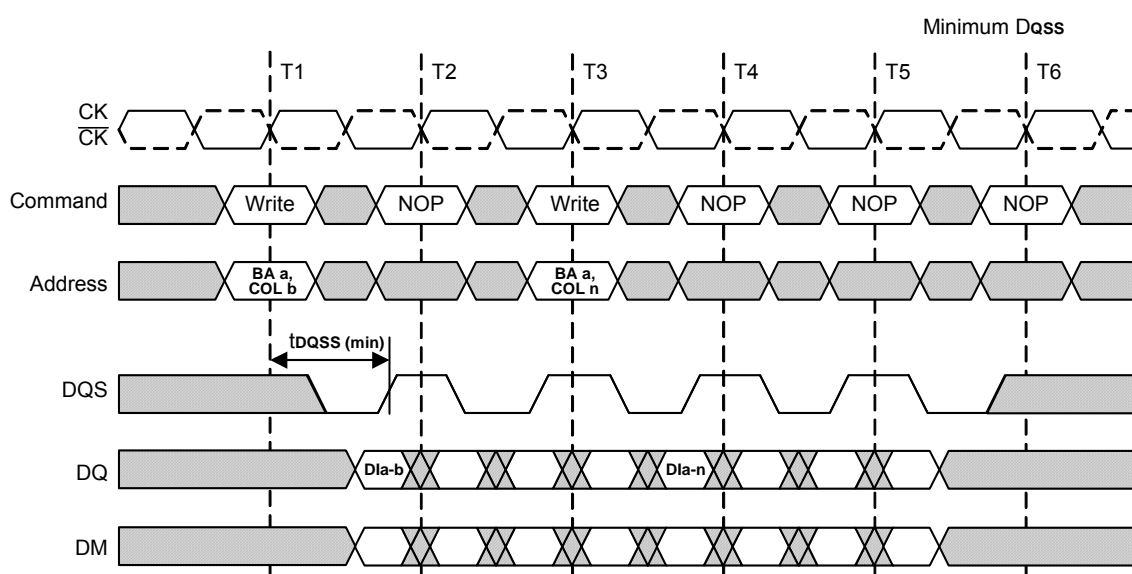 Minimum DQSS
T1 T2 T3 T4 T5 T6
CK
CK
Command Write NOP Write NOP NOP NOP
Address BA a, COL b BA a, COL n
tDQSS (min)
DQS
DQ DIa-b DIa-n
DM